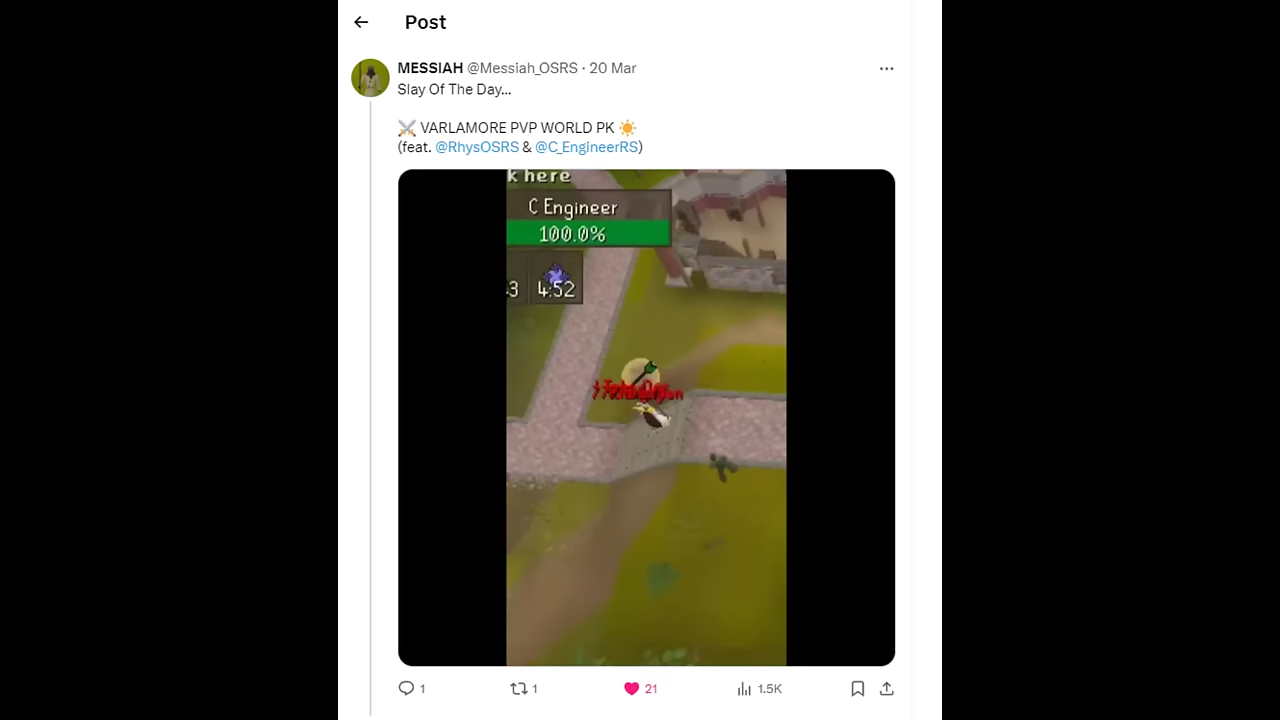 Post
MESSIAH @Messiah_OSRS · 20 Mar
Slay Of The Day...
⚔️ VARLAMORE PVP WORLD PK ☀️
(feat. @RhysOSRS & @C_EngineerRS)
k here
C Engineer
100.0%
4:52
1
1
21
1.5K